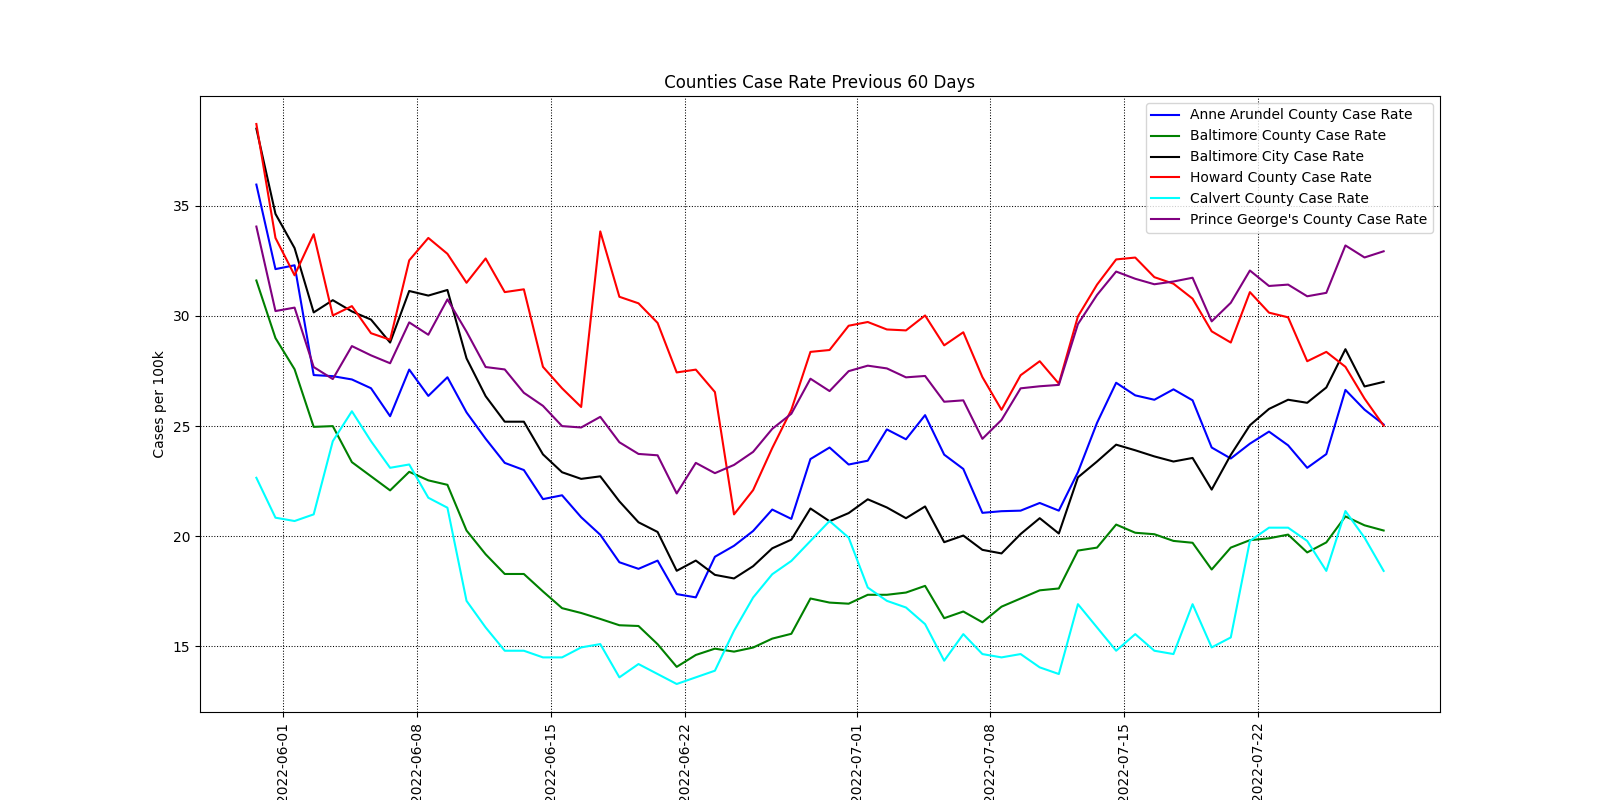 Counties Case Rate Previous 60 Days
Anne Arundel County Case Rate
Baltimore County Case Rate
Baltimore City Case Rate
Howard County Case Rate
Calvert County Case Rate
Prince George's County Case Rate
Cases per 100k
35
30
25
20
15
2022-06-01
2022-06-08
2022-06-15
2022-06-22
2022-07-01
2022-07-08
2022-07-15
2022-07-22